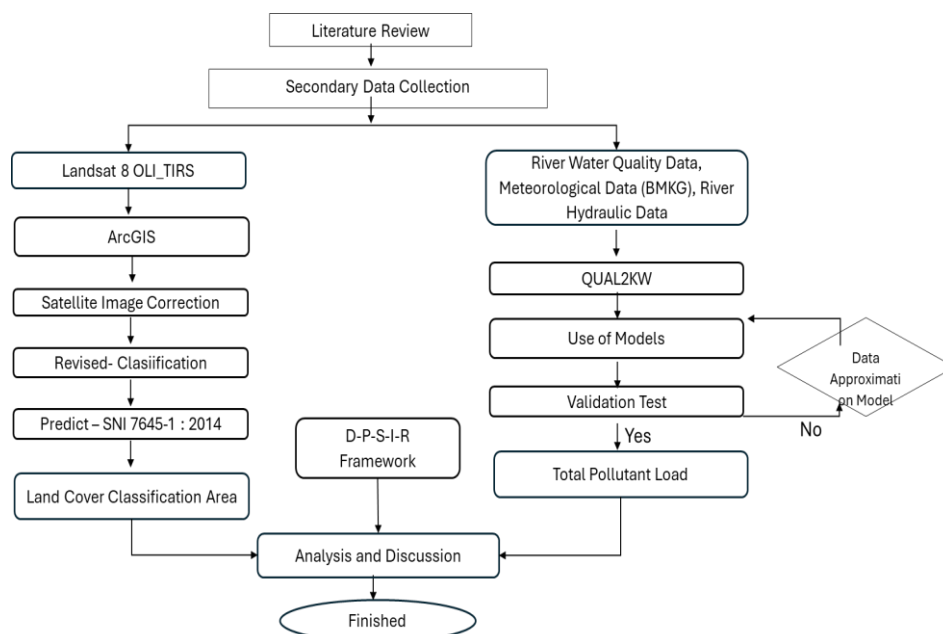 Literature Review
Secondary Data Collection
Landsat 8 OLI_TIRS
ArcGIS
Satellite Image Correction
Revised- Clasiification
Predict – SNI 7645-1 : 2014
Land Cover Classification Area
D-P-S-I-R
Framework
River Water Quality Data,
Meteorological Data (BMKG), River
Hydraulic Data
QUAL2KW
Use of Models
Validation Test
Data
Approximati
on Model
No
Yes
Total Pollutant Load
Analysis and Discussion
Finished